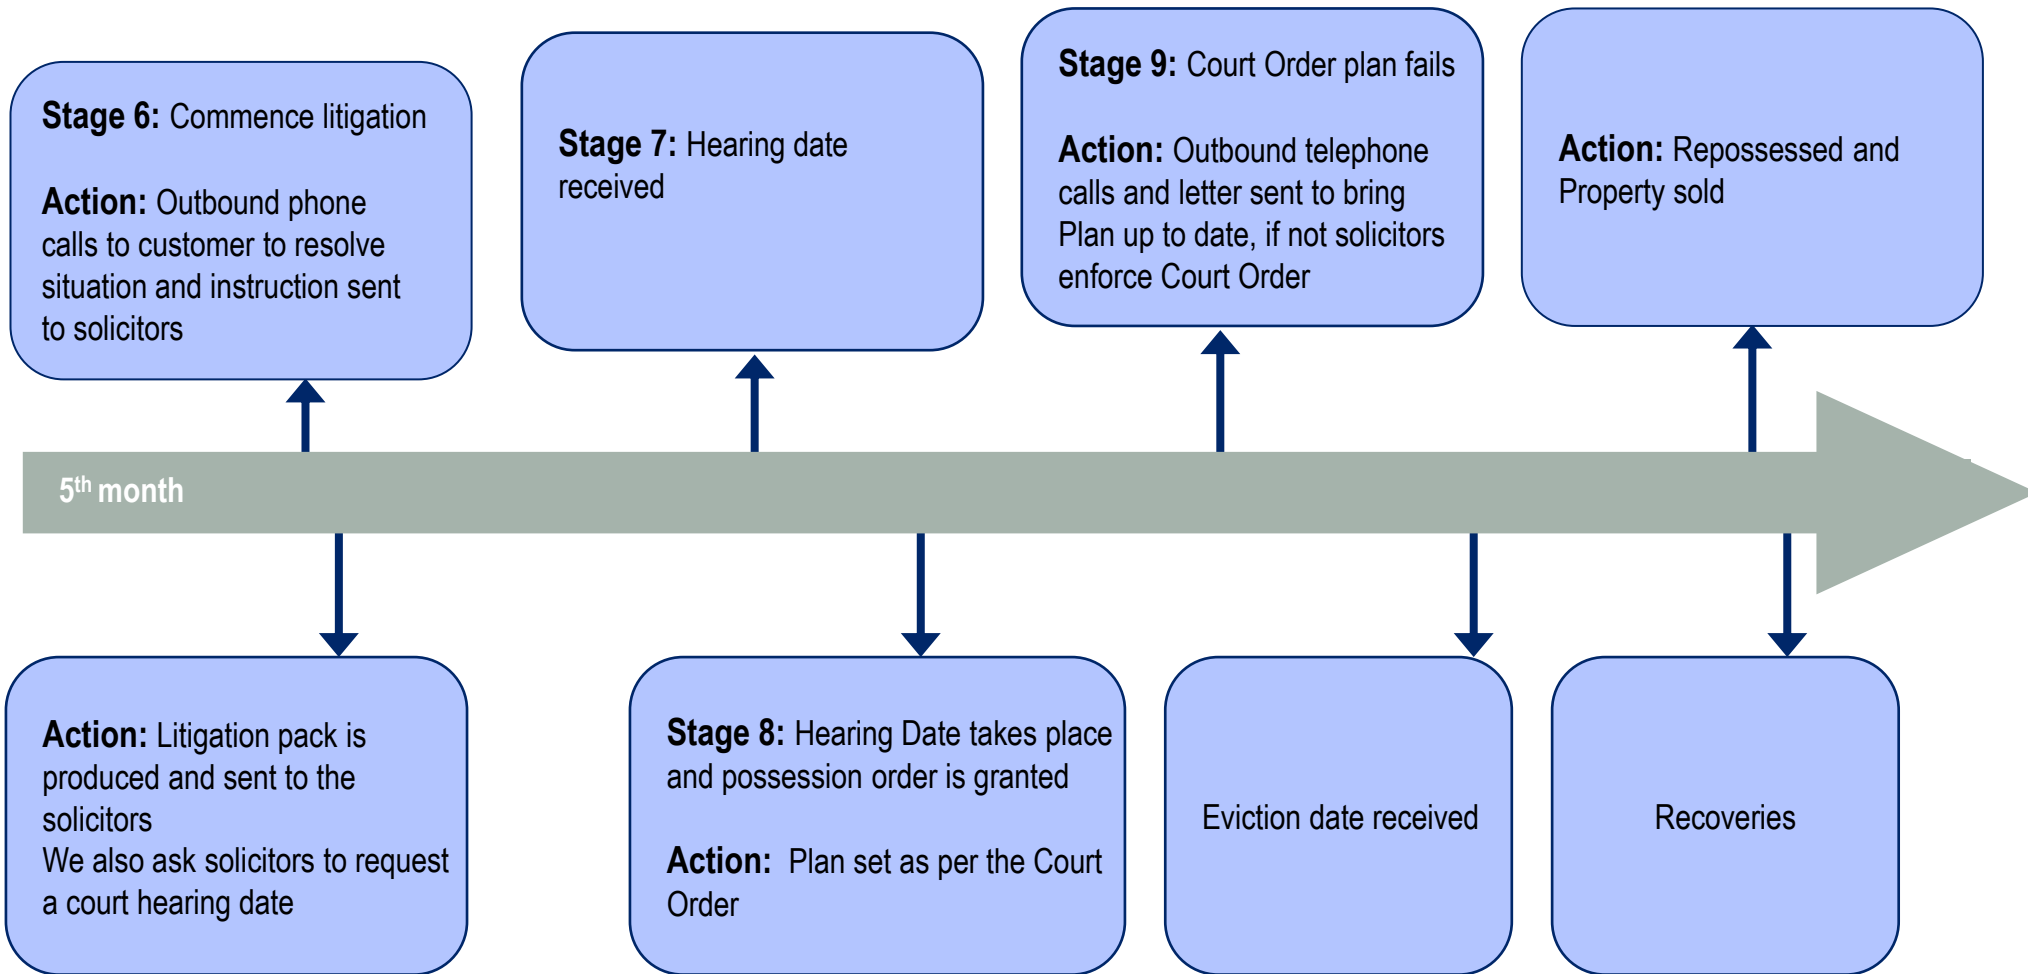 Stage 6: Commence litigation
Action: Outbound phone
calls to customer to resolve
situation and instruction sent
to solicitors
Stage 7: Hearing date
received
Stage 9: Court Order plan fails
Action: Outbound telephone
calls and letter sent to bring
Plan up to date, if not solicitors
enforce Court Order
Action: Repossessed and
Property sold
5th month
Action: Litigation pack is
produced and sent to the
solicitors
We also ask solicitors to request
a court hearing date
Stage 8: Hearing Date takes place
and possession order is granted
Action: Plan set as per the Court
Order
Eviction date received
Recoveries